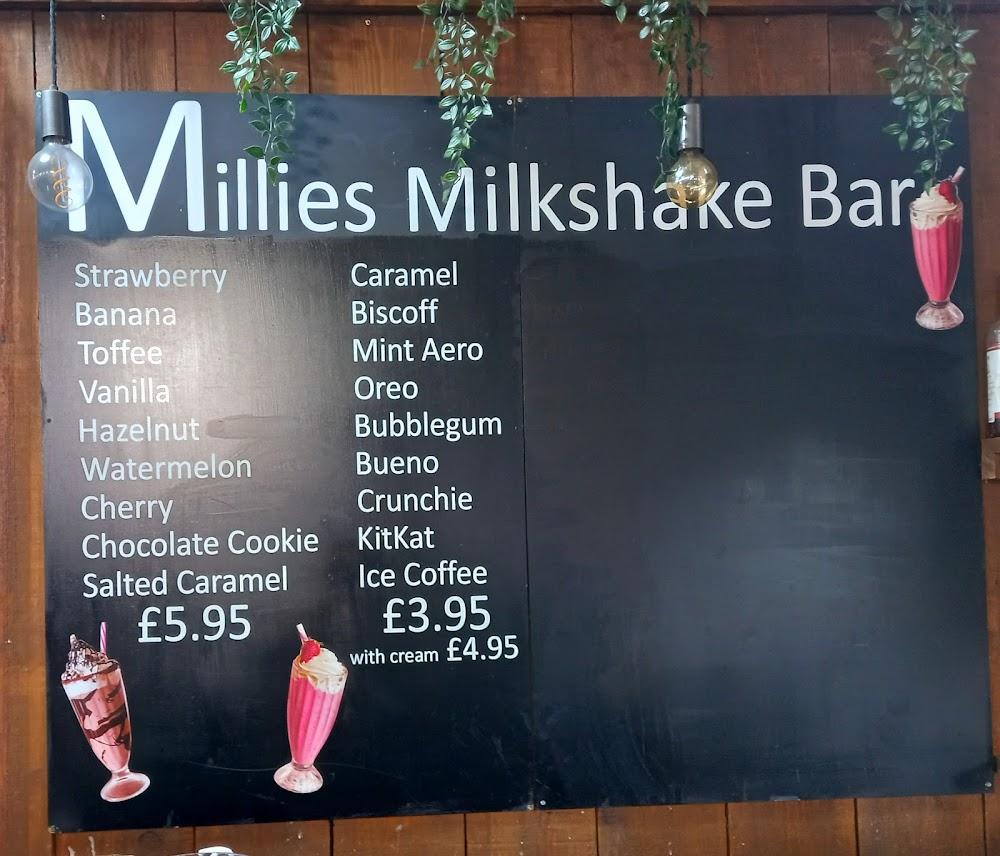 Millies Milkshake Bar
Strawberry
Banana
Toffee
Vanilla
Hazelnut
Watermelon
Cherry
Chocolate Cookie
Salted Caramel
£5.95
Caramel
Biscoff
Mint Aero
Oreo
Bubblegum
Bueno
Crunchie
KitKat
Ice Coffee
£3.95
with cream £4.95